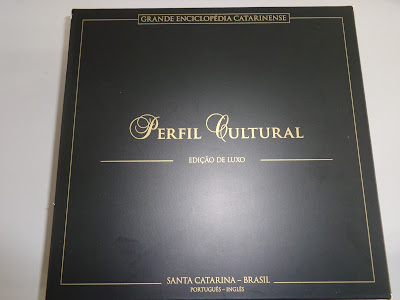 GRANDE ENCICLOPÉDIA CATARINENSE
PERFIL CULTURAL
EDIÇÃO DE LUXO
SANTA CATARINA – BRASIL
PORTUGUÊS – INGLÊS